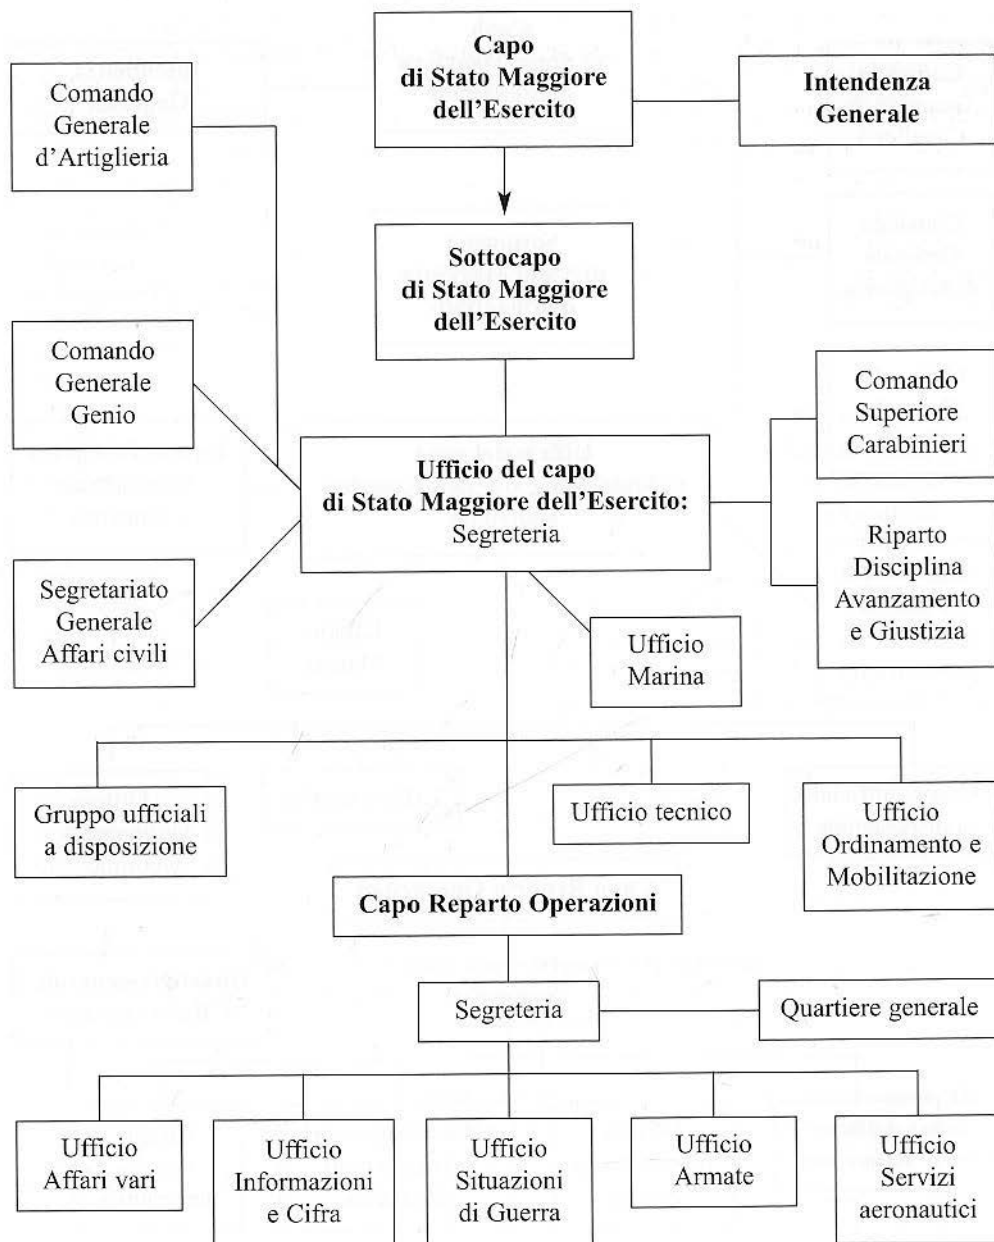 Capo
di Stato Maggiore
dell'Esercito
Intendenza
Generale
Comando
Generale
d'Artiglieria
Sottocapo
di Stato Maggiore
dell'Esercito
Comando
Generale
Genio
Comando
Superiore
Carabinieri
Ufficio del capo
di Stato Maggiore dell'Esercito:
Segreteria
Riparto
Disciplina
Avanzamento
e Giustizia
Segretariato
Generale
Affari civili
Ufficio
Marina
Gruppo ufficiali
a disposizione
Ufficio tecnico
Ufficio
Ordinamento e
Mobilitazione
Capo Reparto Operazioni
Segreteria
Quartiere generale
Ufficio
Affari vari
Ufficio
Informazioni
e Cifra
Ufficio
Situazioni
di Guerra
Ufficio
Armate
Ufficio
Servizi
aeronautici